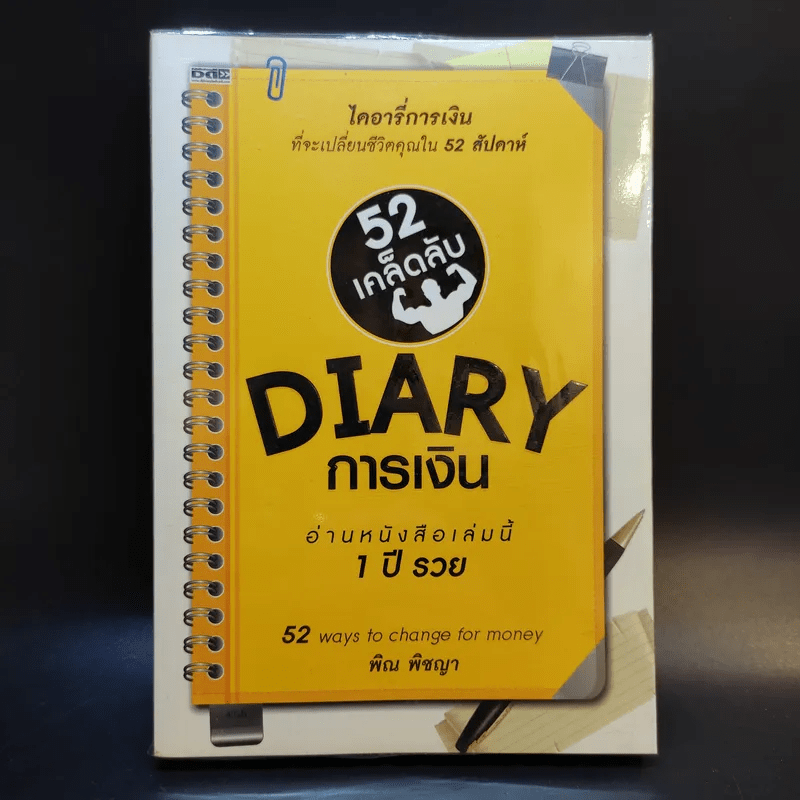 ไดอารี่การเงิน
ที่จะเปลี่ยนชีวิตคุณใน 52 สัปดาห์
52
เคล็ดลับ
DIARY
การเงิน
อ่านหนังสือเล่มนี้
1 ปี รวย
52 ways to change for money
พิณ พิชญา